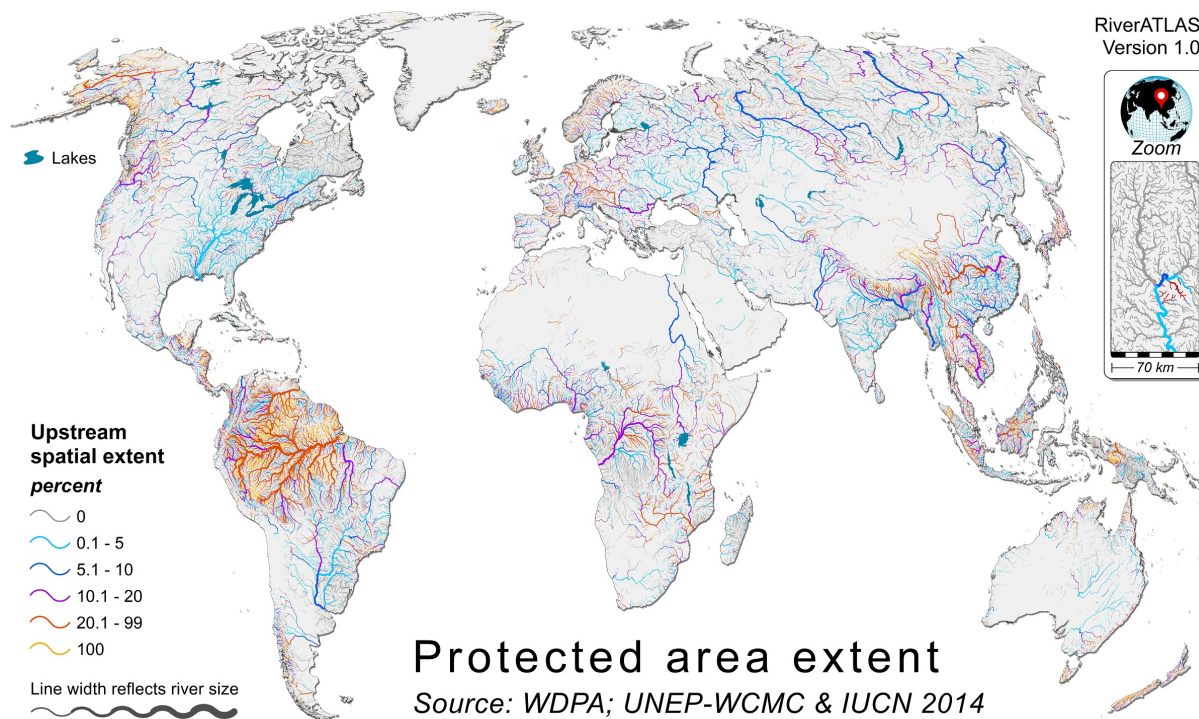 RiverATLAS
Version 1.0
Zoom
70 km
Lakes
Upstream
spatial extent
percent
0
0.1 - 5
5.1 - 10
10.1 - 20
20.1 - 99
100
Line width reflects river size
Protected area extent
Source: WDPA; UNEP-WCMC & IUCN 2014